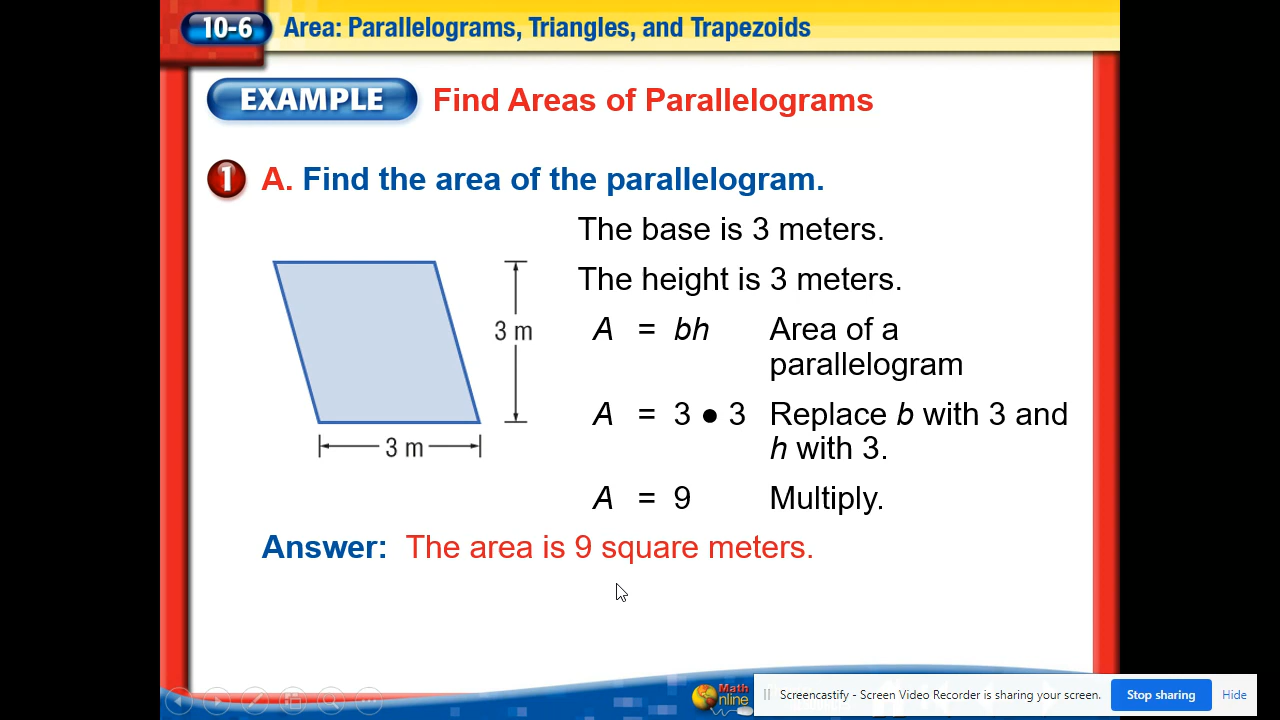 10-6 Area: Parallelograms, Triangles, and Trapezoids
EXAMPLE Find Areas of Parallelograms
1 A. Find the area of the parallelogram.
The base is 3 meters.
The height is 3 meters.
3 m
3 m
A = bh Area of a
parallelogram
A = 3 • 3 Replace b with 3 and
h with 3.
A = 9 Multiply.
Answer: The area is 9 square meters.
Math
nline
Screencastify - Screen Video Recorder is sharing your screen. Stop sharing Hide